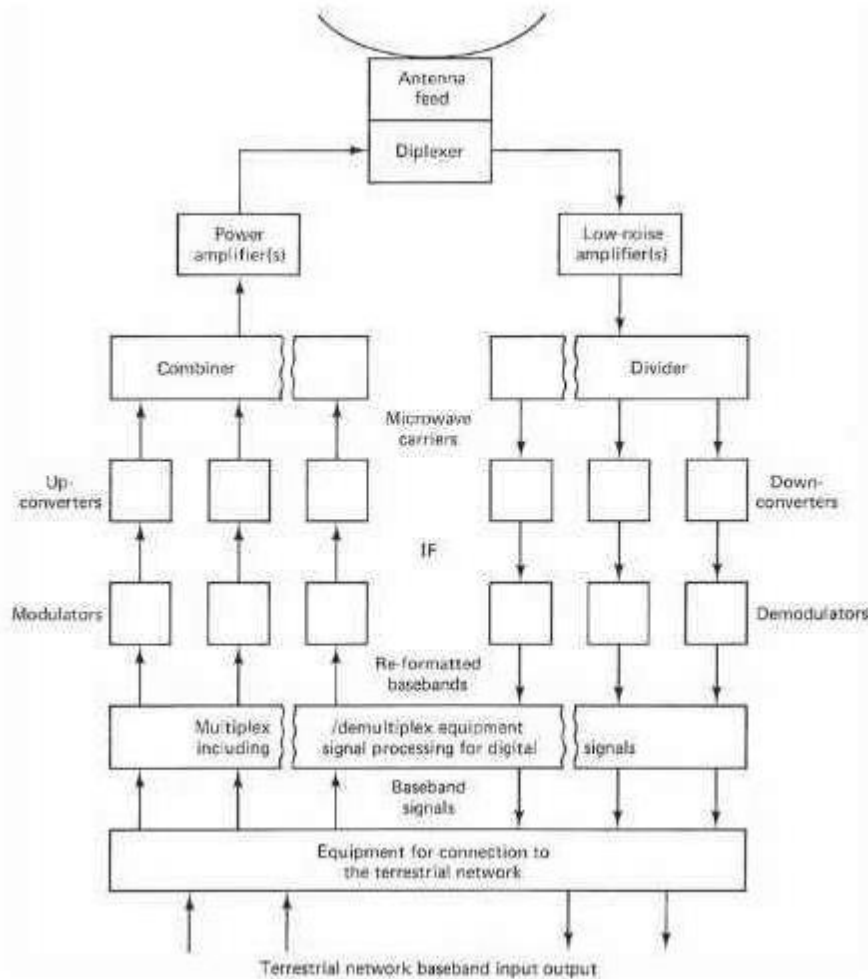 Antenna
feed
Diplexer
Power
amplifier(s)
Low-noise
amplifier(s)
Combiner
Divider
Microwave
carriers
Up-
converters
Down-
converters
IF
Modulators
Demodulators
Re-formatted
basebands
Multiplex /demultiplex equipment
including signal processing for digital signals
Baseband
signals
Equipment for connection to
the terrestrial network
Terrestrial network baseband input output